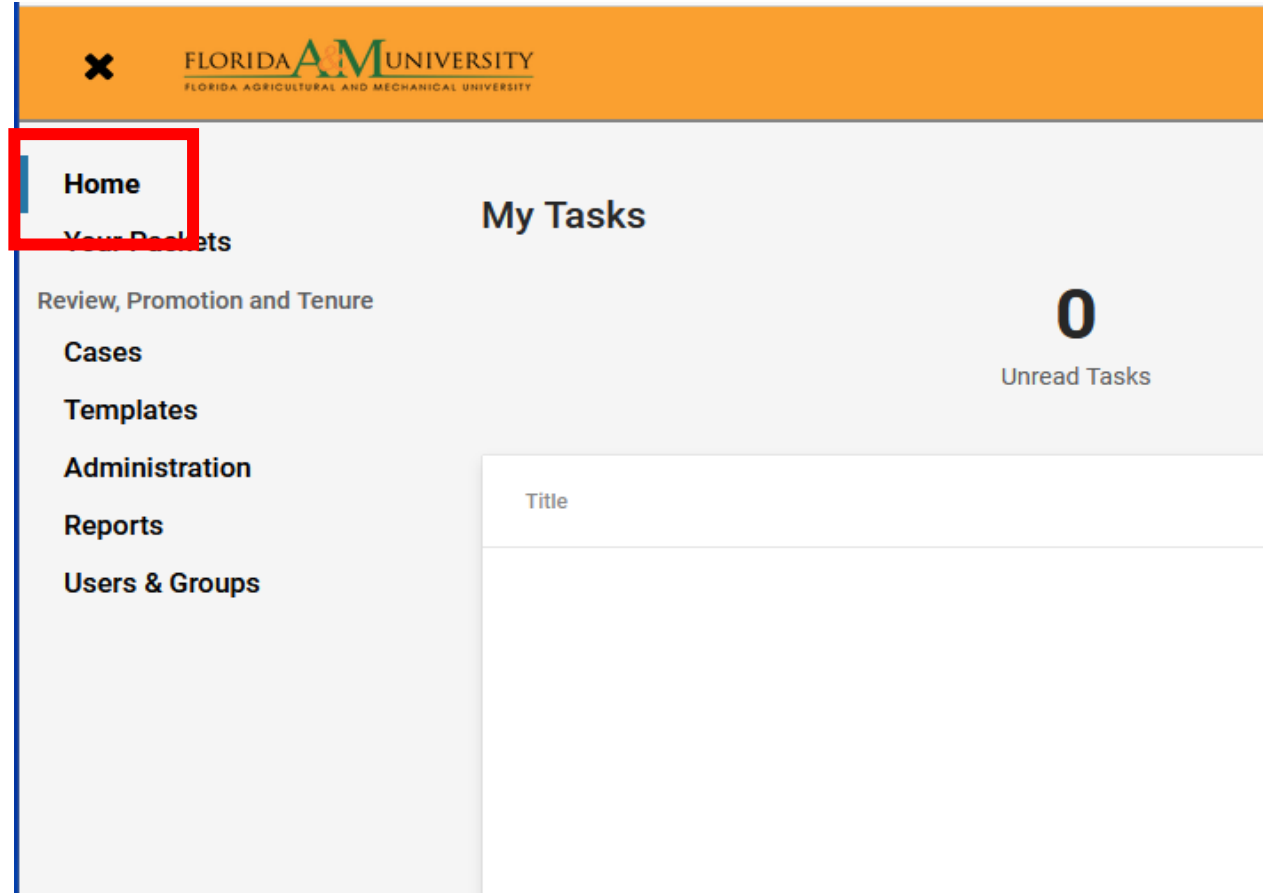 FLORIDA A&M UNIVERSITY
FLORIDA AGRICULTURAL AND MECHANICAL UNIVERSITY
Home
Your Packets
Review, Promotion and Tenure
Cases
Templates
Administration
Reports
Users & Groups
My Tasks
0
Unread Tasks
Title